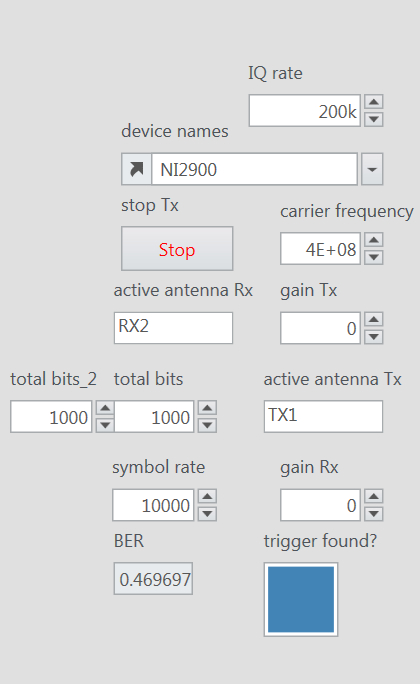 IQ rate
200k
device names
NI2900
stop Tx
carrier frequency
Stop
4E+08
active antenna Rx
gain Tx
RX2
0
total bits_2
total bits
active antenna Tx
1000
1000
TX1
symbol rate
gain Rx
10000
0
BER
trigger found?
0.469697